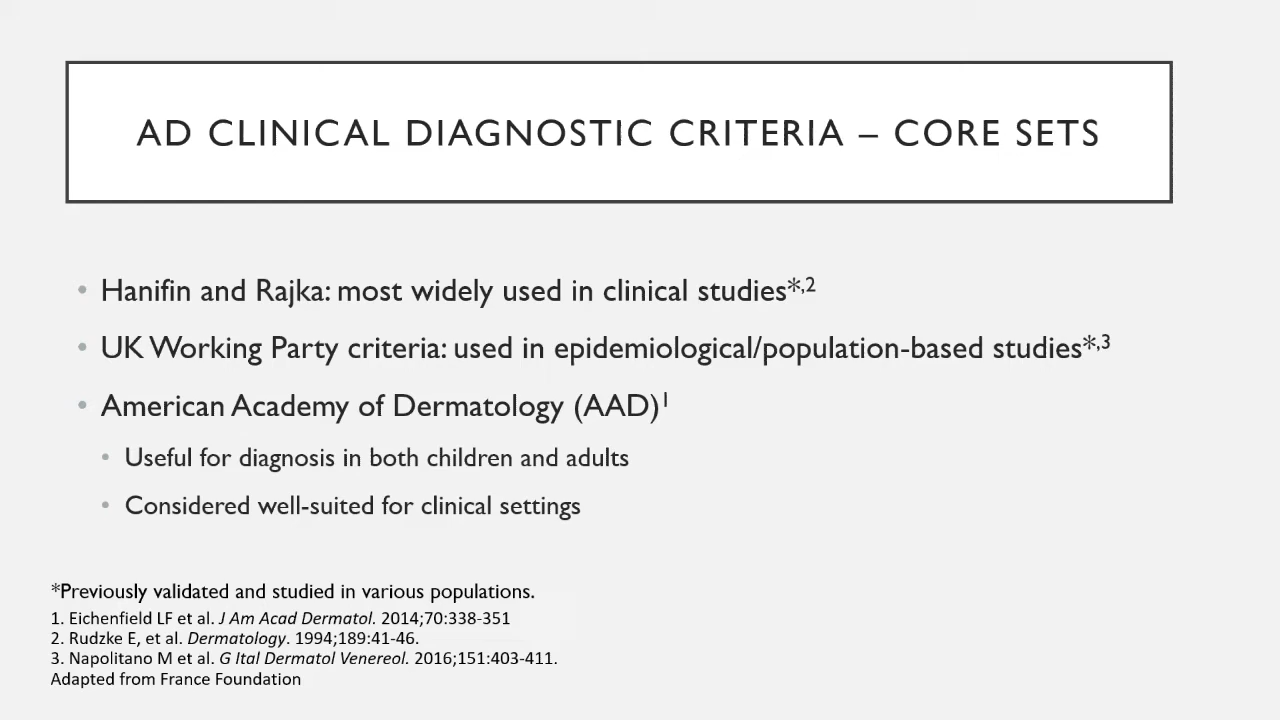 AD CLINICAL DIAGNOSTIC CRITERIA – CORE SETS
• Hanifin and Rajka: most widely used in clinical studies*,2
• UK Working Party criteria: used in epidemiological/population-based studies*,3
• American Academy of Dermatology (AAD)1
• Useful for diagnosis in both children and adults
• Considered well-suited for clinical settings
*Previously validated and studied in various populations.
1. Eichenfield LF et al. J Am Acad Dermatol. 2014;70:338-351
2. Rudzke E, et al. Dermatology. 1994;189:41-46.
3. Napolitano M et al. G Ital Dermatol Venereol. 2016;151:403-411.
Adapted from France Foundation